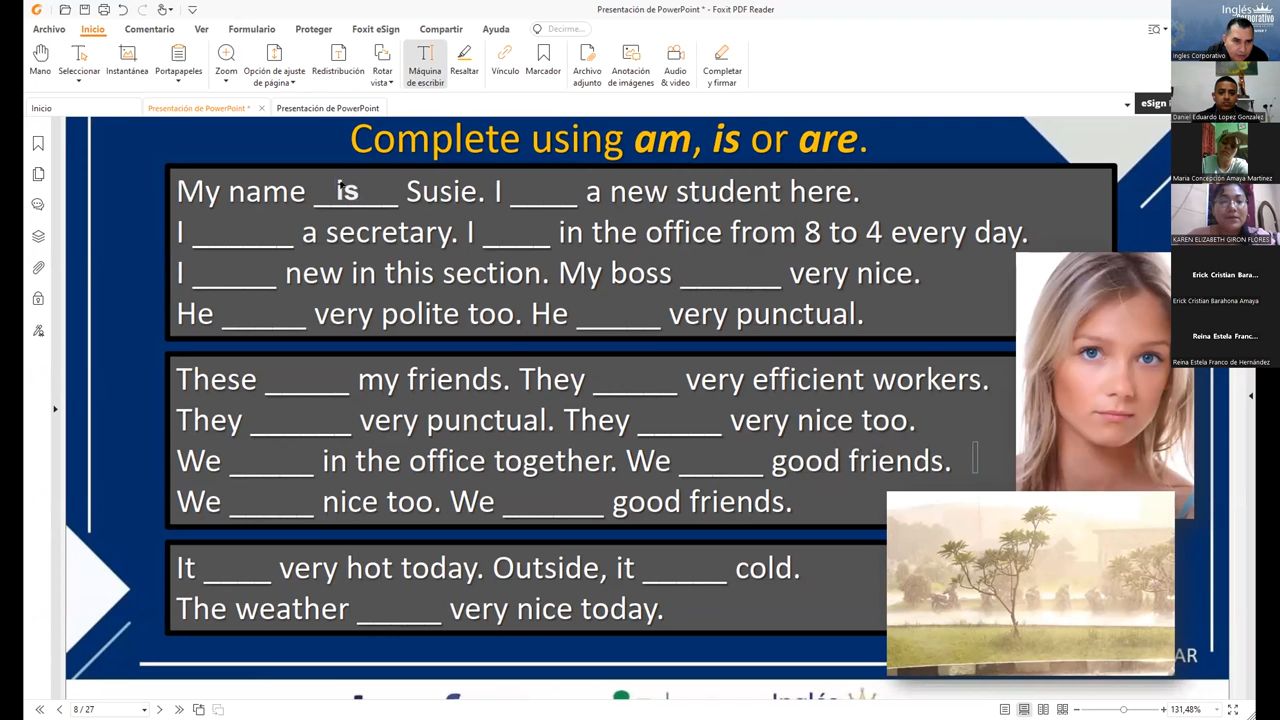 Presentación de PowerPoint * - Foxit PDF Reader
Archivo Inicio Comentario Ver Formulario Proteger Foxit eSign Compartir Ayuda Decirme...
Mano Seleccionar Instantánea Portapapeles Zoom Opción de ajuste de página Redistribución Rotar vista Máquina de escribir Resaltar Vínculo Marcador Archivo adjunto Anotación de imágenes Audio & video Completar y firmar
Inicio Presentación de PowerPoint * Presentación de PowerPoint eSign
Complete using am, is or are.
My name __is___ Susie. I ____ a new student here.
I ______ a secretary. I ____ in the office from 8 to 4 every day.
I _____ new in this section. My boss ______ very nice.
He _____ very polite too. He _____ very punctual.
These _____ my friends. They _____ very efficient workers.
They ______ very punctual. They _____ very nice too.
We _____ in the office together. We _____ good friends.
We _____ nice too. We ______ good friends.
It ____ very hot today. Outside, it _____ cold.
The weather _____ very nice today.
AR
8 / 27
131,48%
Inglés
Corporativo
ingles Corporativo
Daniel Eduardo Lopez Gonzalez
Maria Concepción Amaya Martinez
KAREN ELIZABETH GIRON FLORES
Erick Cristian Bara...
Erick Cristian Barahona Amaya
Reina Estela Franc...
Reina Estela Franco de Hernández